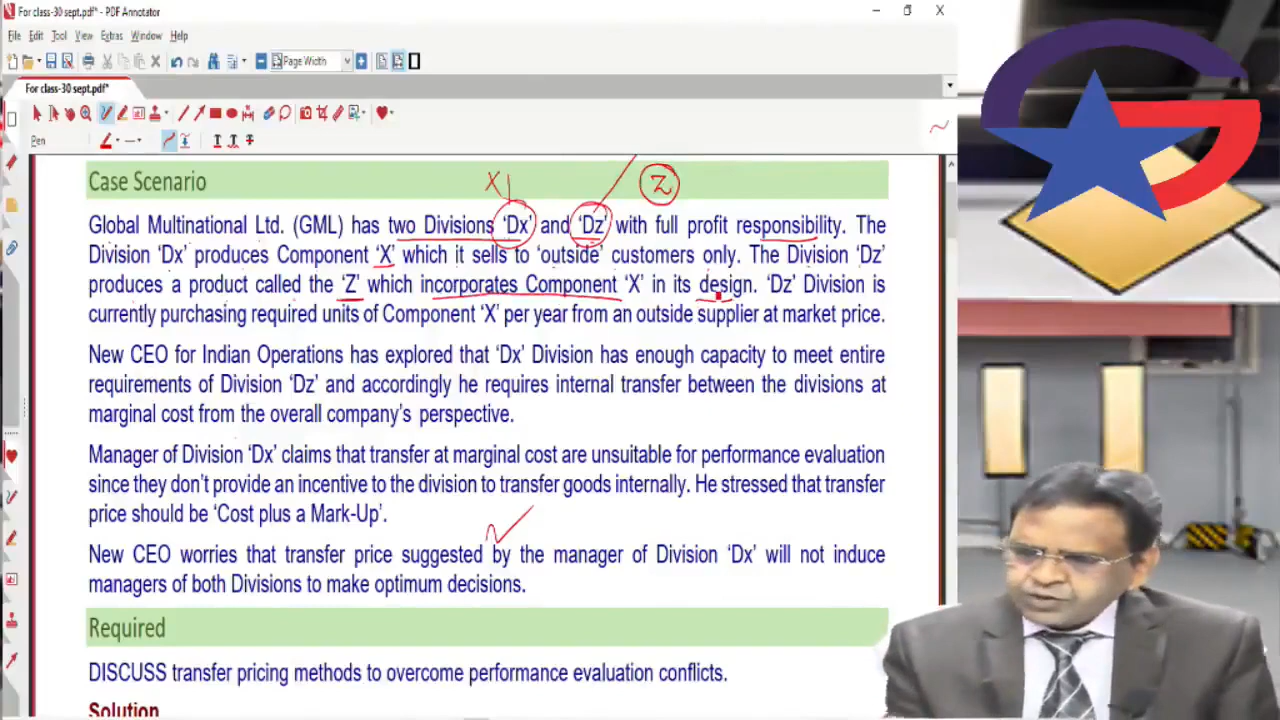 For class-30 sept.pdf* - PDF Annotator
File Edit View Extras Window Help
Page Width
For class-30 sept.pdf*
Pen
Case Scenario
X
Z
Global Multinational Ltd. (GML) has two Divisions ‘Dx’ and ‘Dz’ with full profit responsibility. The
Division ‘Dx’ produces Component ‘X’ which it sells to ‘outside’ customers only. The Division ‘Dz’
produces a product called the ‘Z’ which incorporates Component ‘X’ in its design. ‘Dz’ Division is
currently purchasing required units of Component ‘X’ per year from an outside supplier at market price.
New CEO for Indian Operations has explored that ‘Dx’ Division has enough capacity to meet entire
requirements of Division ‘Dz’ and accordingly he requires internal transfer between the divisions at
marginal cost from the overall company’s perspective.
Manager of Division ‘Dx’ claims that transfer at marginal cost are unsuitable for performance evaluation
since they don’t provide an incentive to the division to transfer goods internally. He stressed that transfer
price should be ‘Cost plus a Mark-Up’.
New CEO worries that transfer price suggested by the manager of Division ‘Dx’ will not induce
managers of both Divisions to make optimum decisions.
Required
DISCUSS transfer pricing methods to overcome performance evaluation conflicts.
Solution